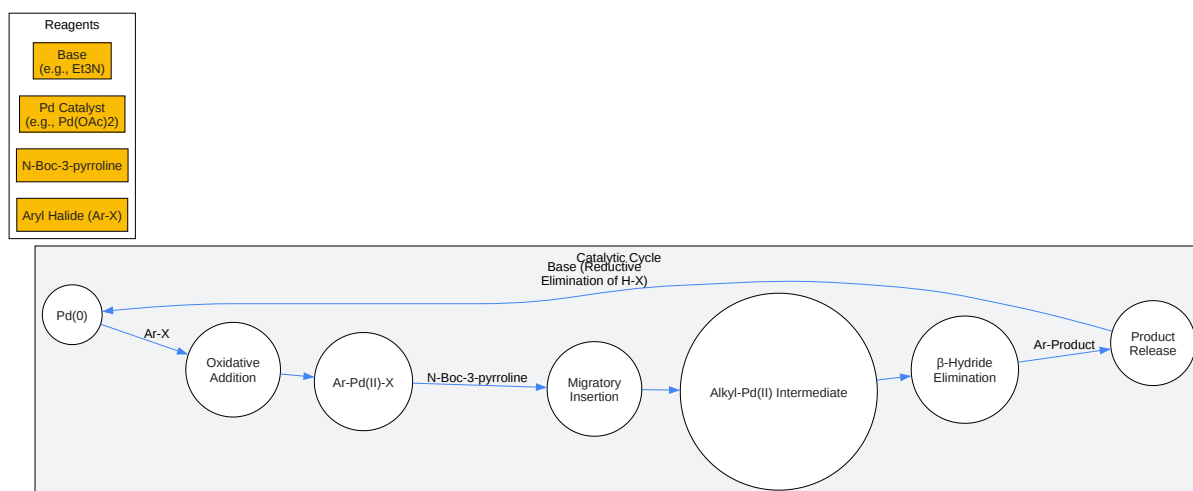 Reagents
Base
(e.g., Et3N)
Pd Catalyst
(e.g., Pd(OAc)2)
N-Boc-3-pyrroline
Aryl Halide (Ar-X)
Catalytic Cycle
Base (Reductive
Elimination of H-X)
Pd(0)
Ar-X
Oxidative
Addition
Ar-Pd(II)-X
N-Boc-3-pyrroline
Migratory
Insertion
Alkyl-Pd(II) Intermediate
β-Hydride
Elimination
Ar-Product
Product
Release